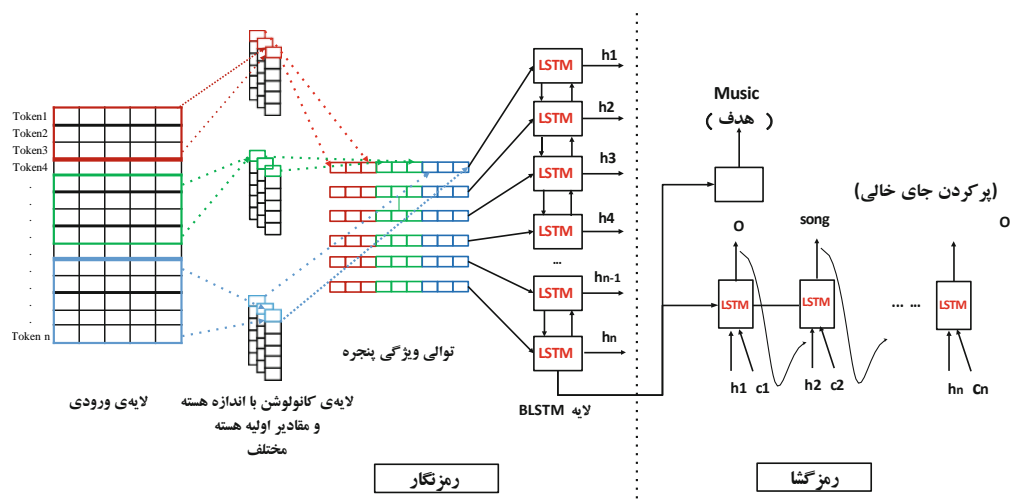 Token1
Token2
Token3
Token4
.
.
.
.
.
.
.
.
Token n
لایه‌ی ورودی
لایه‌ی کانولوشن با اندازه هسته
و مقادیر اولیه هسته
مختلف
توالی ویژگی پنجره
LSTM
h1
LSTM
h2
LSTM
h3
LSTM
h4
...
LSTM
hn-1
LSTM
hn
لایه BLSTM
رمزنگار
Music
( هدف )
(پرکردن جای خالی)
O
song
O
LSTM
LSTM
... ...
LSTM
h1 c1
h2 c2
hn cn
رمزگشا